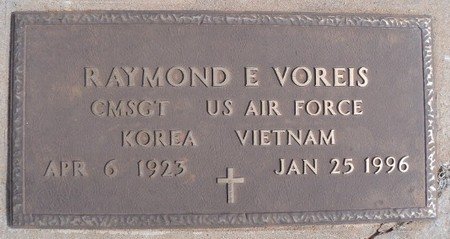 RAYMOND E VOREIS
CMSGT US AIR FORCE
KOREA VIETNAM
APR 6 1923 JAN 25 1996